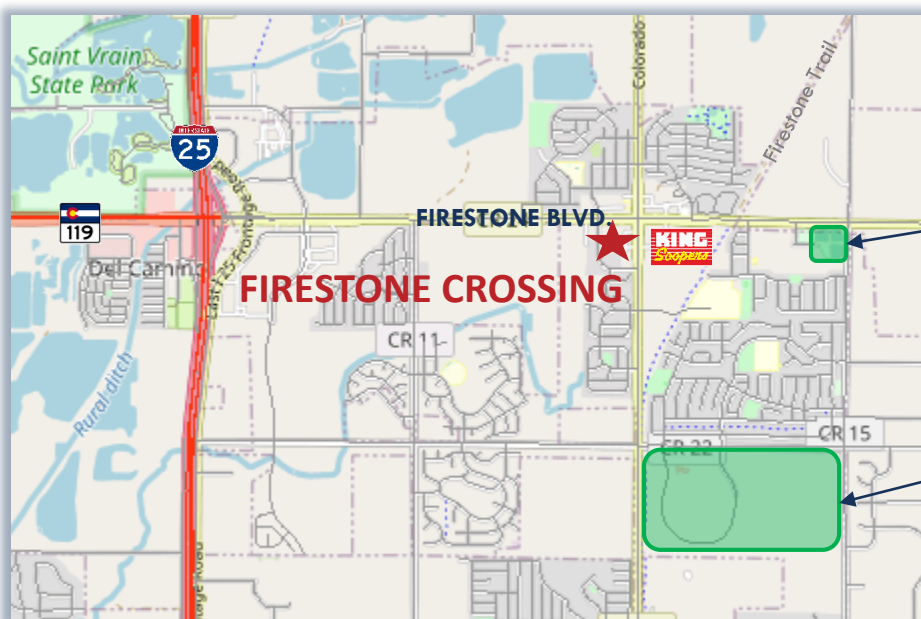 Saint Vrain
State Park
INTERSTATE
25
119
Del Camino
East I 25 Frontage Road
Rural ditch
FIRESTONE BLVD.
KING
Soopers
FIRESTONE CROSSING
Colorado
Firestone Trail
CR 11
CR 15
CR 22